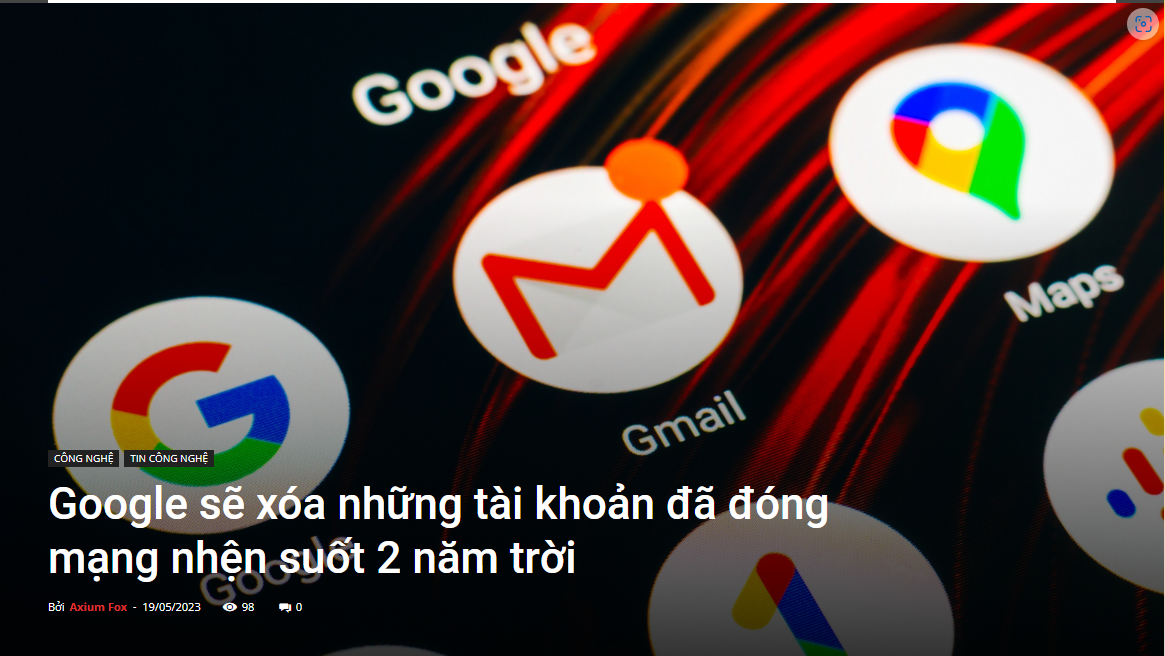 Google
Maps
Gmail
CÔNG NGHỆ TIN CÔNG NGHỆ
Google sẽ xóa những tài khoản đã đóng
mạng nhện suốt 2 năm trời
Google
Bởi Axium Fox - 19/05/2023 98 0